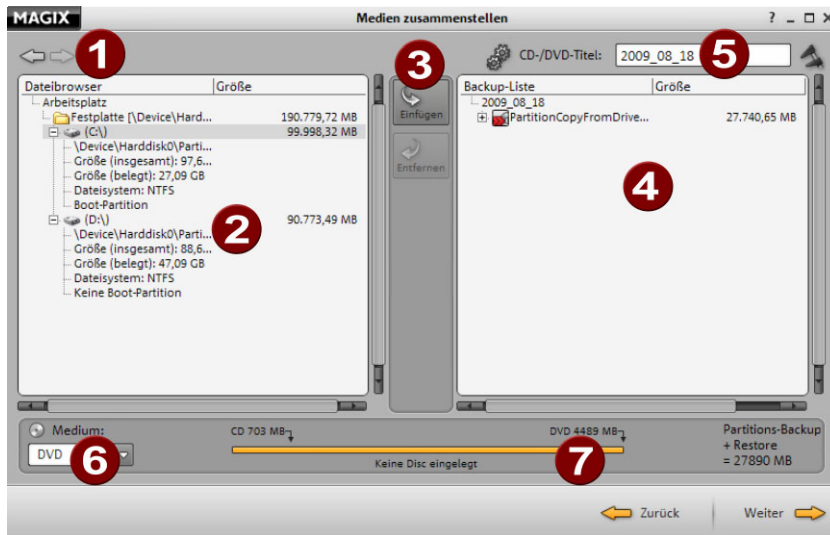 MAGIX
Medien zusammenstellen
? _ □ X
1
3
CD-/DVD-Titel:
2009_08_18
5
Dateibrowser Größe
Arbeitsplatz
Festplatte [\Device\Hard... 190.779,72 MB
(C:\) 99.998,32 MB
\Device\Harddisk0\Parti...
Größe (insgesamt): 97,6...
Größe (belegt): 27,09 GB
Dateisystem: NTFS
Boot-Partition
(D:\) 90.773,49 MB
2
\Device\Harddisk0\Parti...
Größe (insgesamt): 88,6...
Größe (belegt): 47,09 GB
Dateisystem: NTFS
Keine Boot-Partition
Einfügen
Entfernen
Backup-Liste Größe
2009_08_18
PartitionCopyFromDrive... 27.740,65 MB
4
Medium:
DVD
6
CD 703 MB
DVD 4489 MB
7
Keine Disc eingelegt
Partitions-Backup
+ Restore
= 27890 MB
Zurück
Weiter